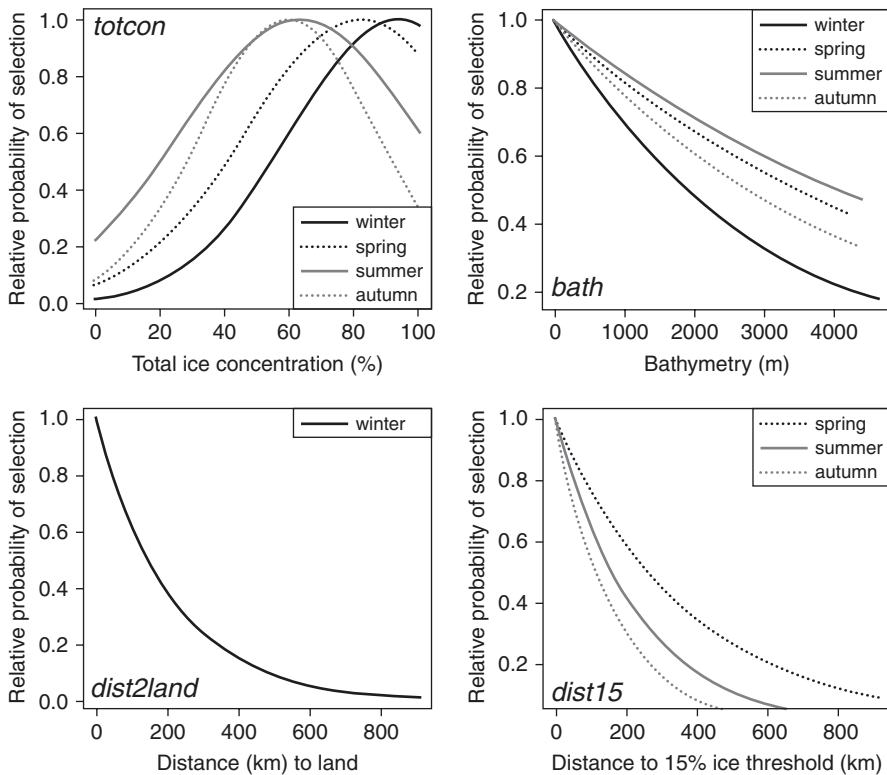 totcon
Relative probability of selection
1.0
0.8
0.6
0.4
0.2
0.0
winter
spring
summer
autumn
0 20 40 60 80 100
Total ice concentration (%)
bath
Relative probability of selection
1.0
0.8
0.6
0.4
0.2
winter
spring
summer
autumn
0 1000 2000 3000 4000
Bathymetry (m)
Relative probability of selection
1.0
0.8
0.6
0.4
0.2
0.0
winter
dist2land
0 200 400 600 800
Distance (km) to land
Relative probability of selection
1.0
0.8
0.6
0.4
0.2
spring
summer
autumn
dist15
0 200 400 600 800
Distance to 15% ice threshold (km)